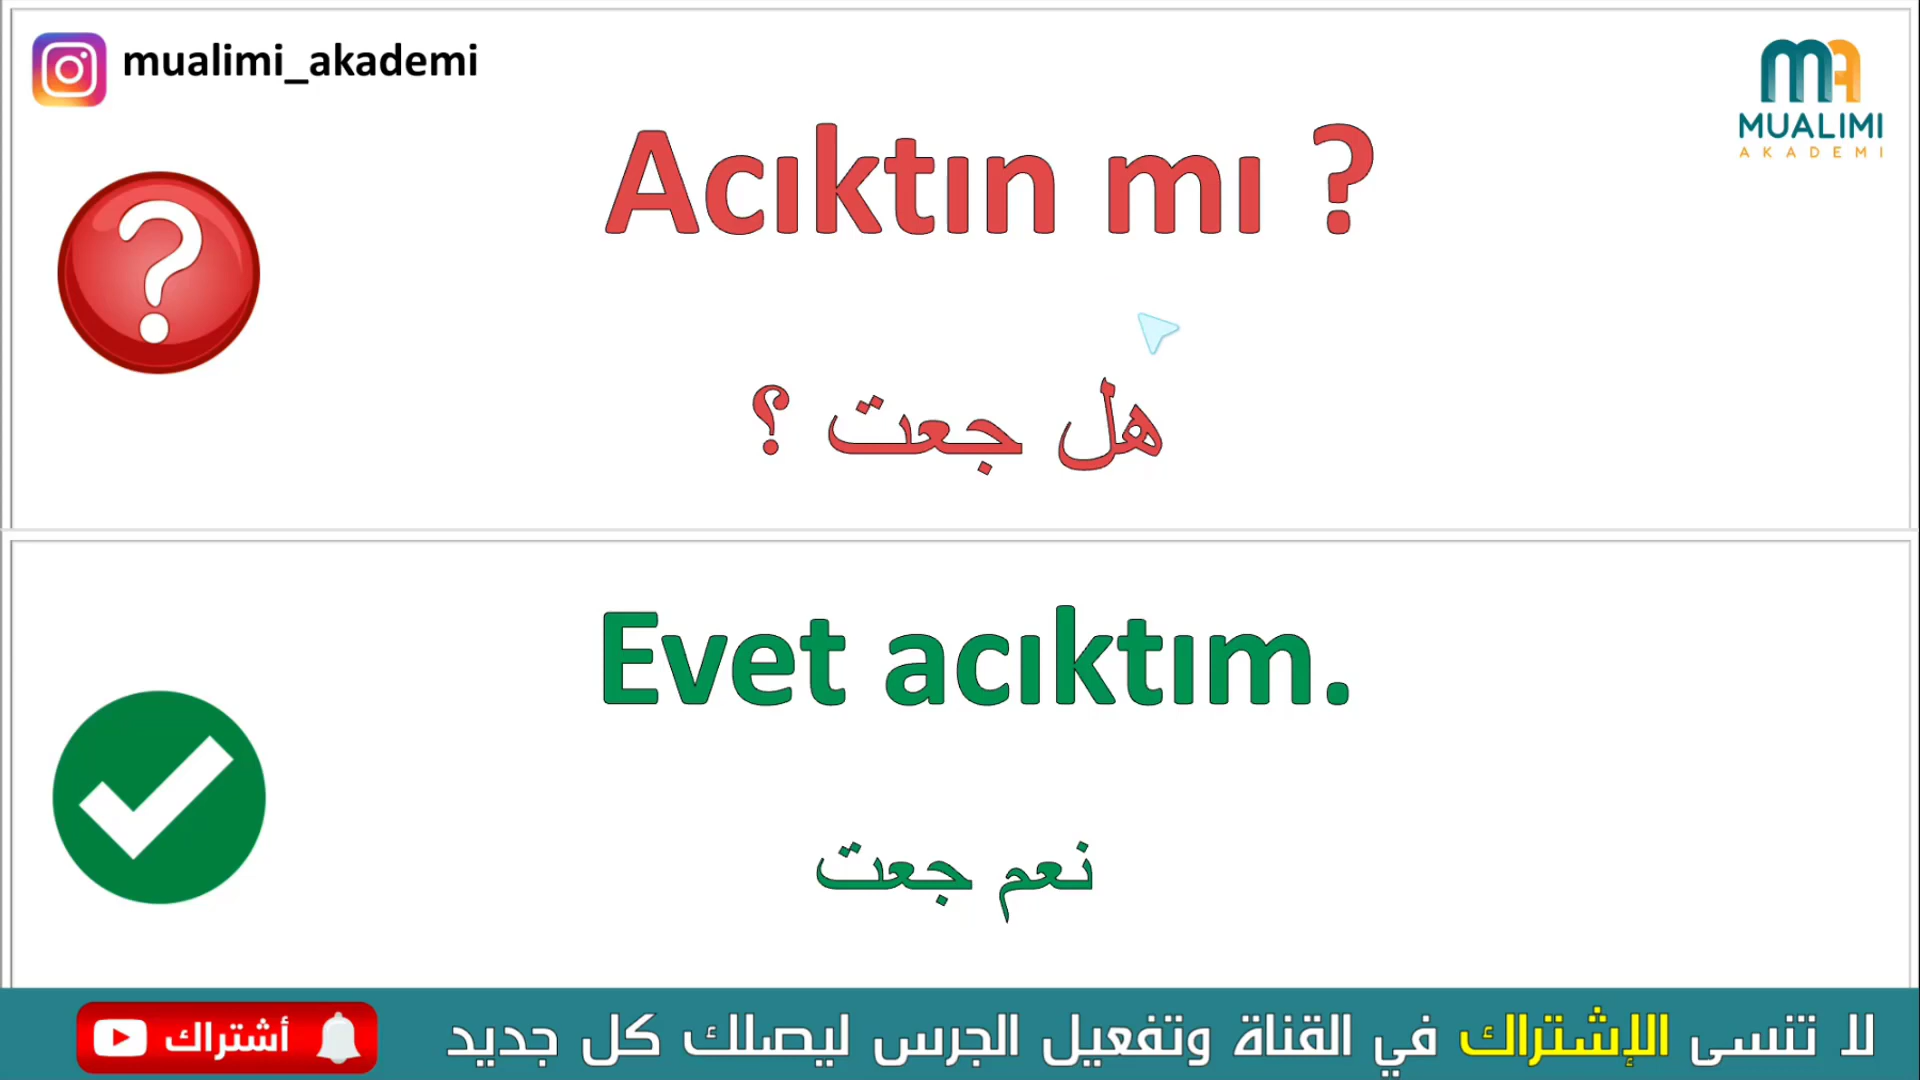 mualimi_akademi
MUALIMI
AKADEMI
Acıktın mı ?
هل جعت ؟
Evet acıktım.
نعم جعت
لا تنسى الإشتراك في القناة وتفعيل الجرس ليصلك كل جديد
أشتراك